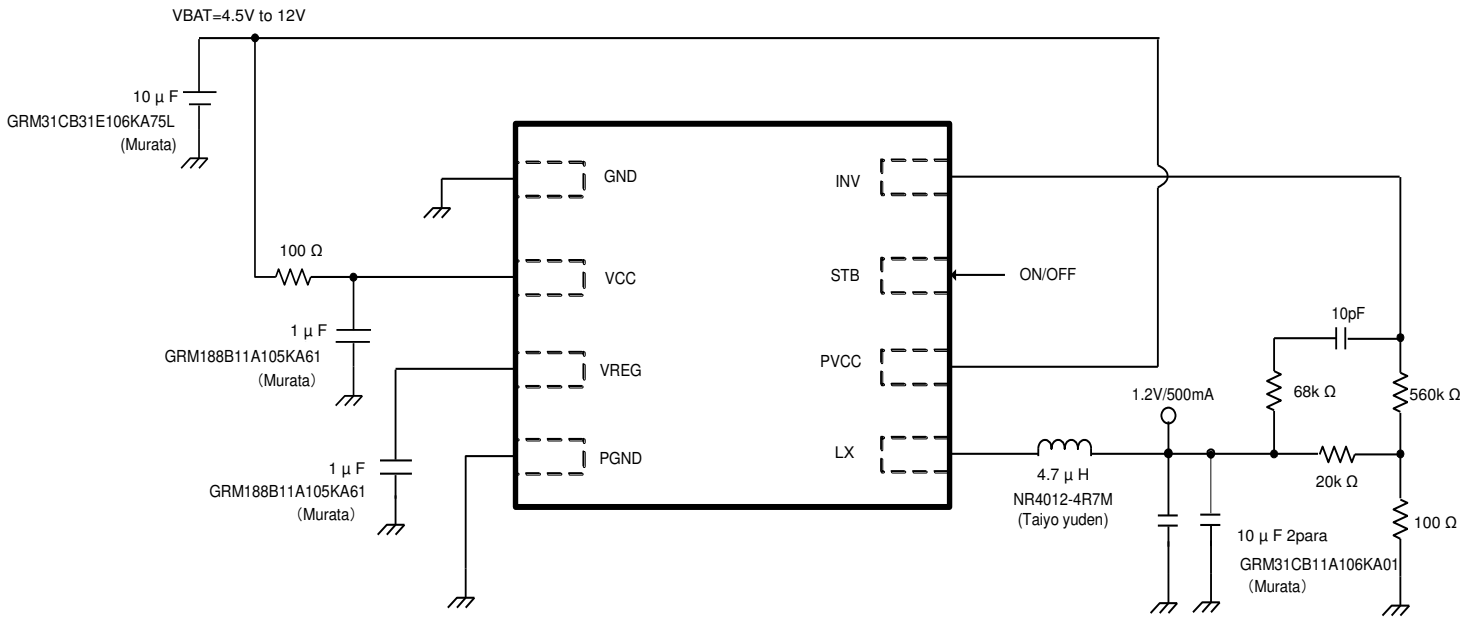 VBAT=4.5V to 12V
10 μ F
GRM31CB31E106KA75L
(Murata)
GND
INV
100 Ω
VCC
STB
ON/OFF
1 μ F
GRM188B11A105KA61
(Murata)
VREG
PVCC
10pF
68k Ω
560k Ω
1.2V/500mA
1 μ F
GRM188B11A105KA61
(Murata)
PGND
LX
4.7 μ H
NR4012-4R7M
(Taiyo yuden)
20k Ω
100 Ω
10 μ F 2para
GRM31CB11A106KA01
(Murata)